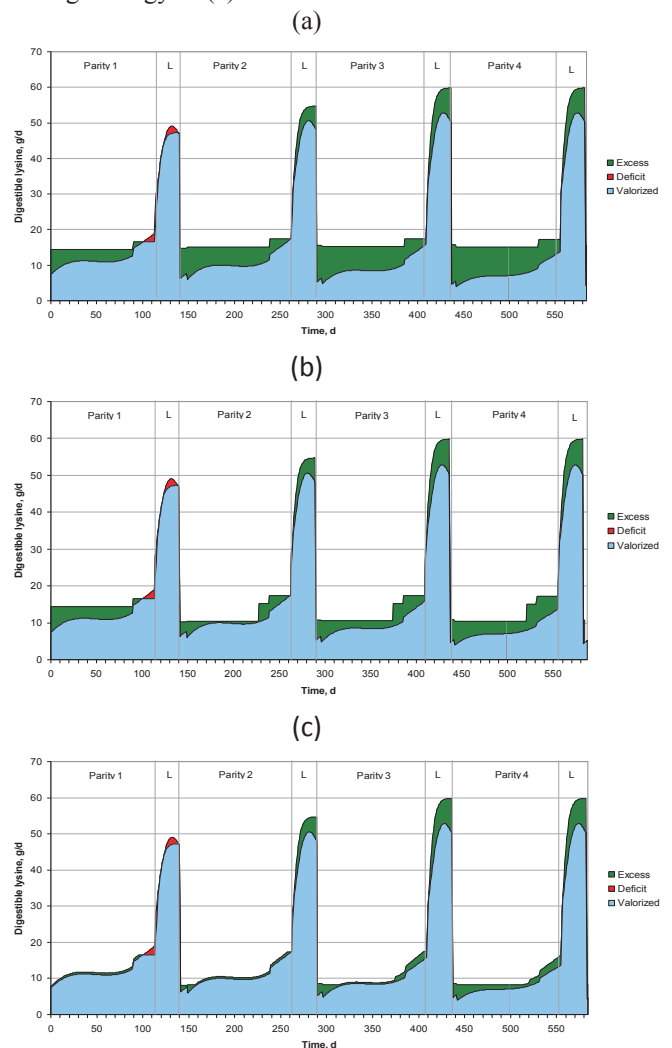 (a)
70
60
50
40
30
20
10
0
Digestible lysine, g/d
Parity 1 L Parity 2 L Parity 3 L Parity 4 L
Excess
Deficit
Valorized
0 50 100 150 200 250 300 350 400 450 500 550
Time, d
(b)
70
60
50
40
30
20
10
0
Digestible lysine, g/d
Parity 1 L Parity 2 L Parity 3 L Parity 4 L
Excess
Deficit
Valorized
0 50 100 150 200 250 300 350 400 450 500 550
Time, d
(c)
70
60
50
40
30
20
10
0
Digestible lysine, g/d
Parity 1 L Parity 2 L Parity 3 L Parity 4 L
Excess
Deficit
Valorized
0 50 100 150 200 250 300 350 400 450 500 550
Time, d